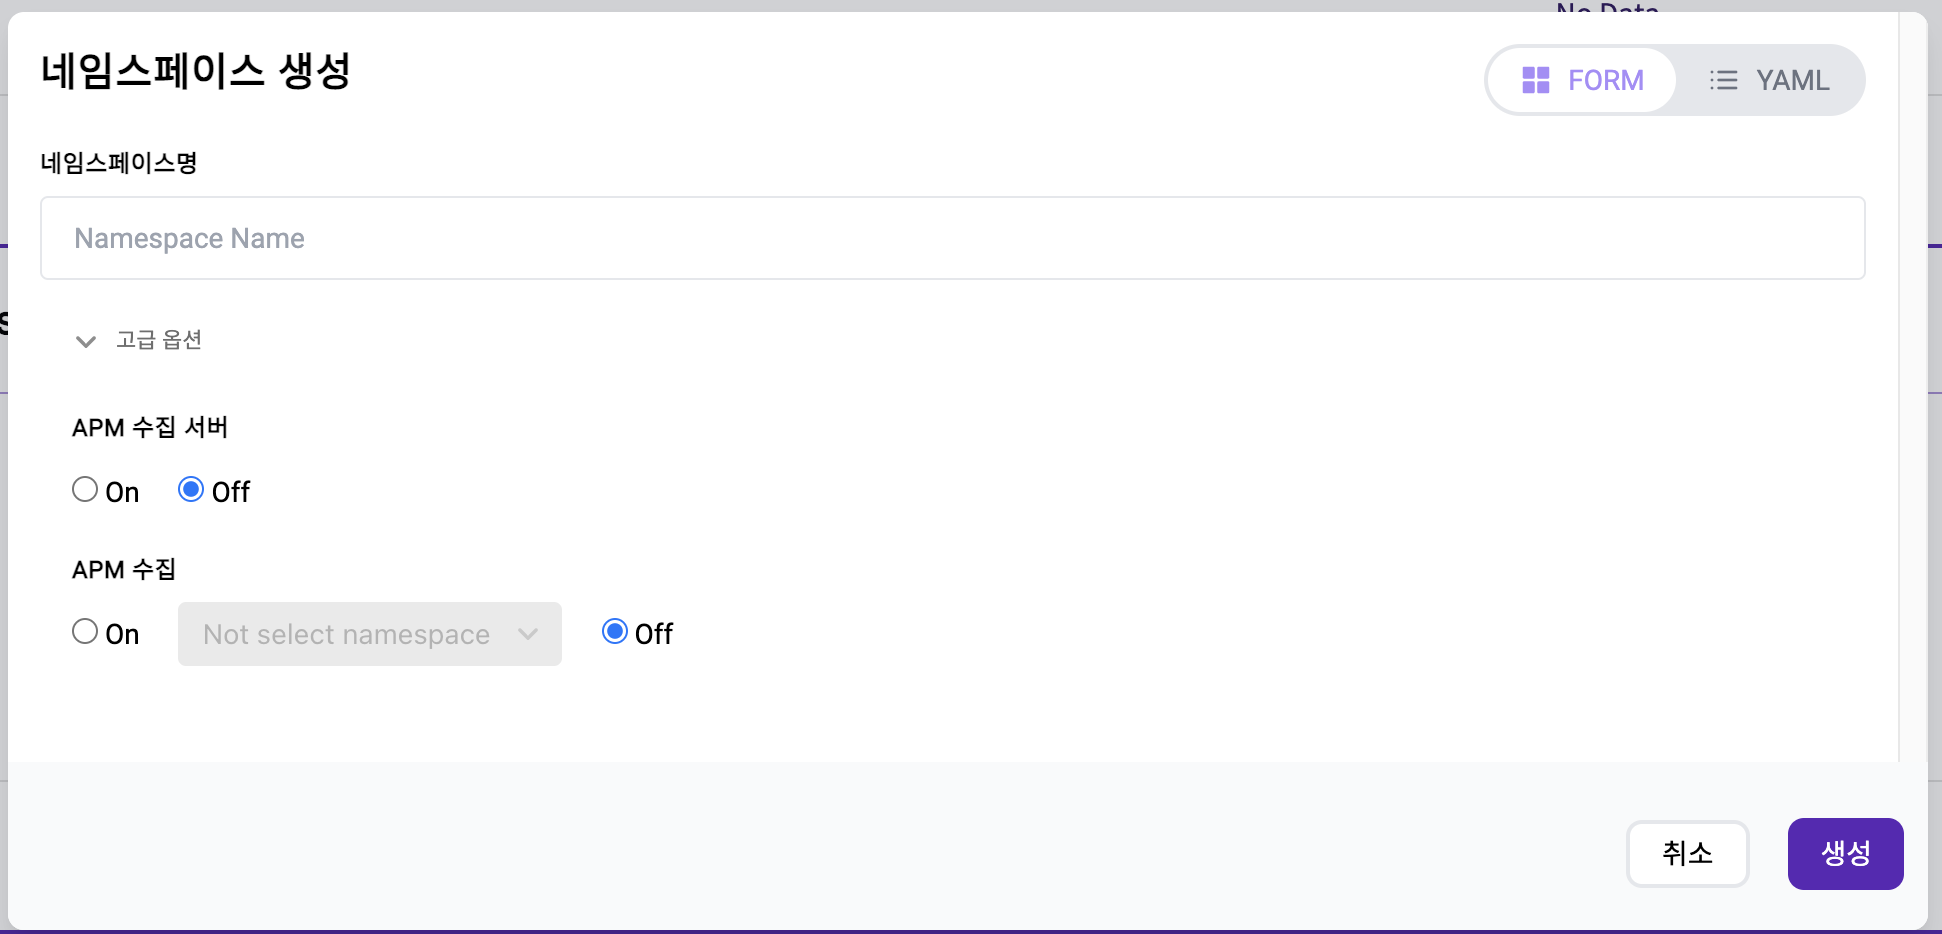 No Data
네임스페이스 생성
FORM
YAML
네임스페이스명
Namespace Name
고급 옵션
APM 수집 서버
On
Off
APM 수집
On
Not select namespace
Off
취소
생성